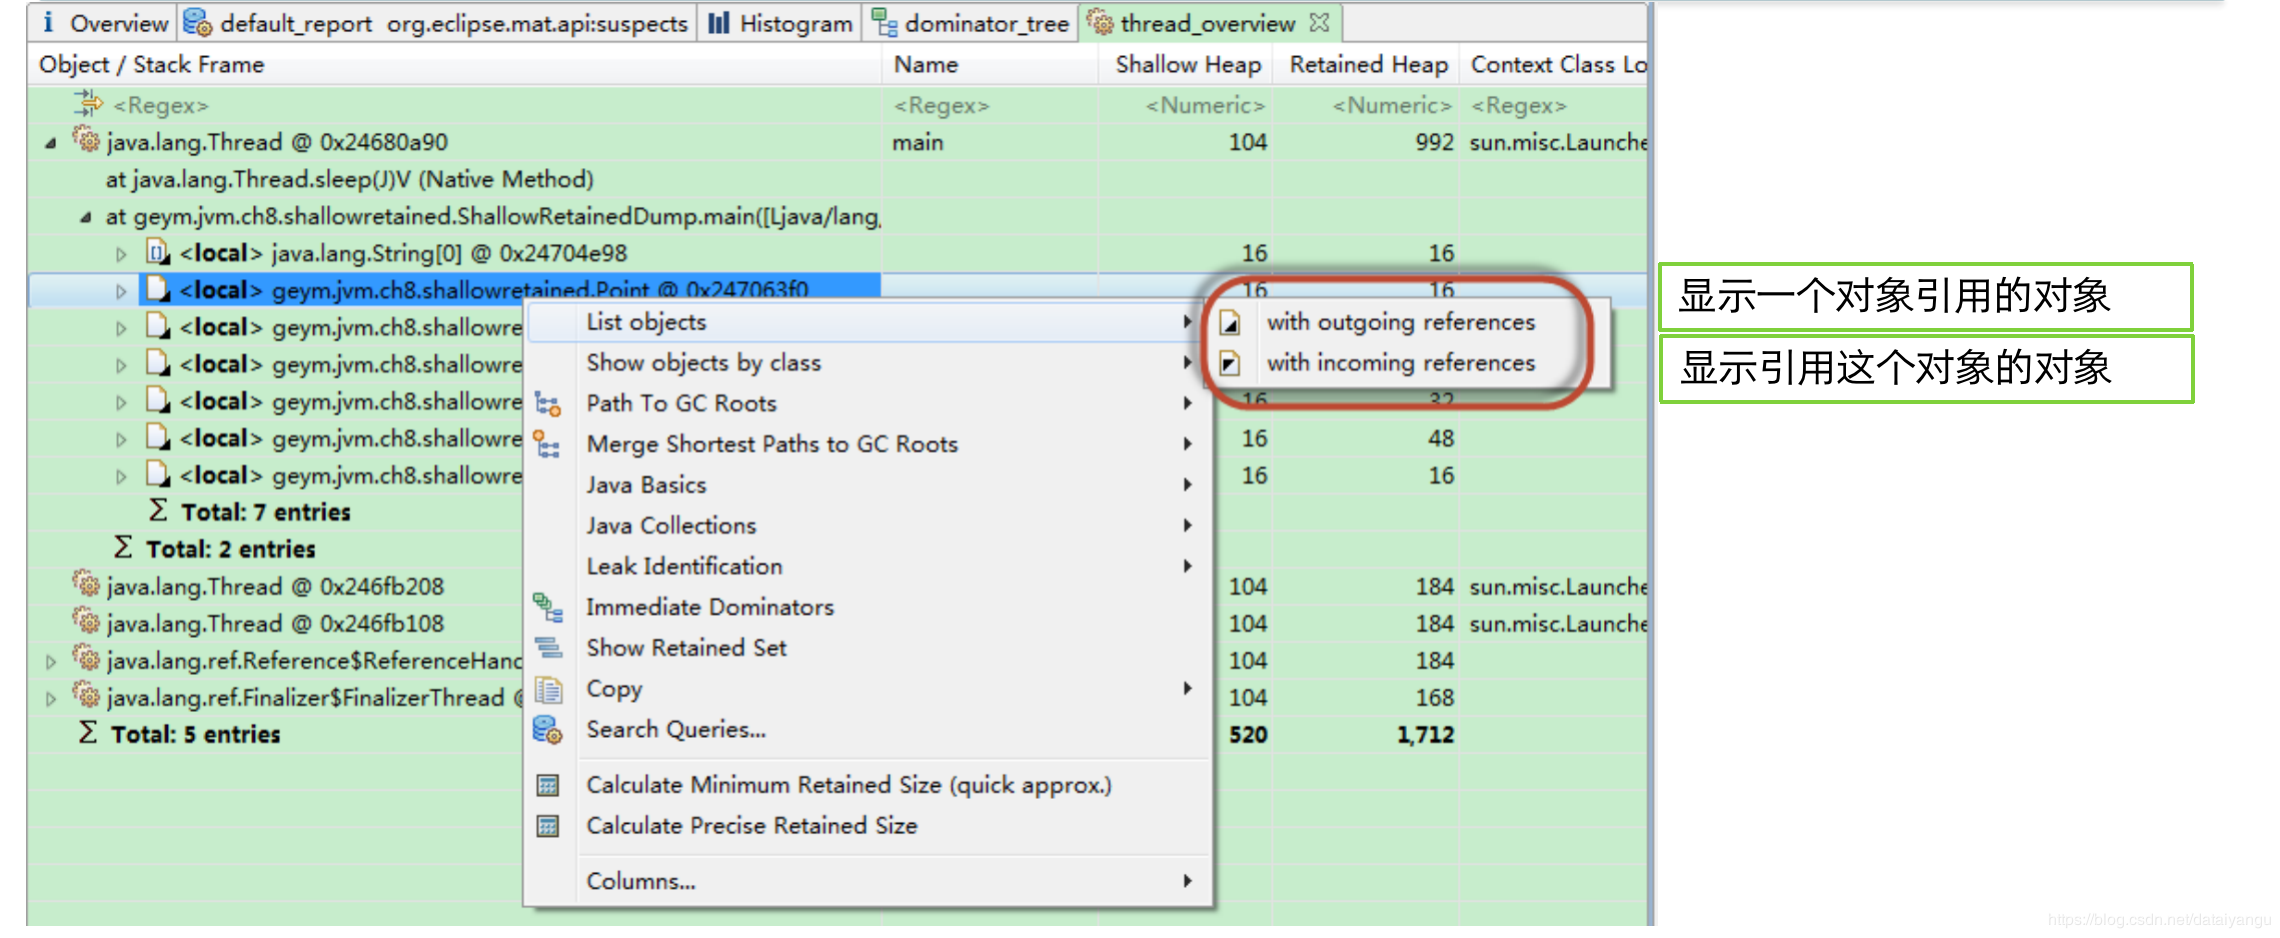 i Overview default_report org.eclipse.mat.api:suspects Histogram dominator_tree thread_overview
Object / Stack Frame Name Shallow Heap Retained Heap Context Class Lo
<Regex> <Regex> <Numeric> <Numeric> <Regex>
java.lang.Thread @ 0x24680a90 main 104 992 sun.misc.Launche
at java.lang.Thread.sleep(J)V (Native Method)
at geym.jvm.ch8.shallowretained.ShallowRetainedDump.main([Ljava/lang,
<local> java.lang.String[0] @ 0x24704e98 16 16
<local> geym.jvm.ch8.shallowretained.Point @ 0x247063f0 16 16
<local> geym.jvm.ch8.shallowre
<local> geym.jvm.ch8.shallowre
<local> geym.jvm.ch8.shallowre 16 32
<local> geym.jvm.ch8.shallowre 16 48
<local> geym.jvm.ch8.shallowre 16 16
Σ Total: 7 entries
Σ Total: 2 entries
java.lang.Thread @ 0x246fb208 104 184 sun.misc.Launche
java.lang.Thread @ 0x246fb108 104 184 sun.misc.Launche
java.lang.ref.Reference$ReferenceHanc 104 184
java.lang.ref.Finalizer$FinalizerThread @ 104 168
Σ Total: 5 entries 520 1,712
List objects
Show objects by class
Path To GC Roots
Merge Shortest Paths to GC Roots
Java Basics
Java Collections
Leak Identification
Immediate Dominators
Show Retained Set
Copy
Search Queries...
Calculate Minimum Retained Size (quick approx.)
Calculate Precise Retained Size
Columns...
with outgoing references
with incoming references
显示一个对象引用的对象
显示引用这个对象的对象
https://blog.csdn.net/dataiyangu